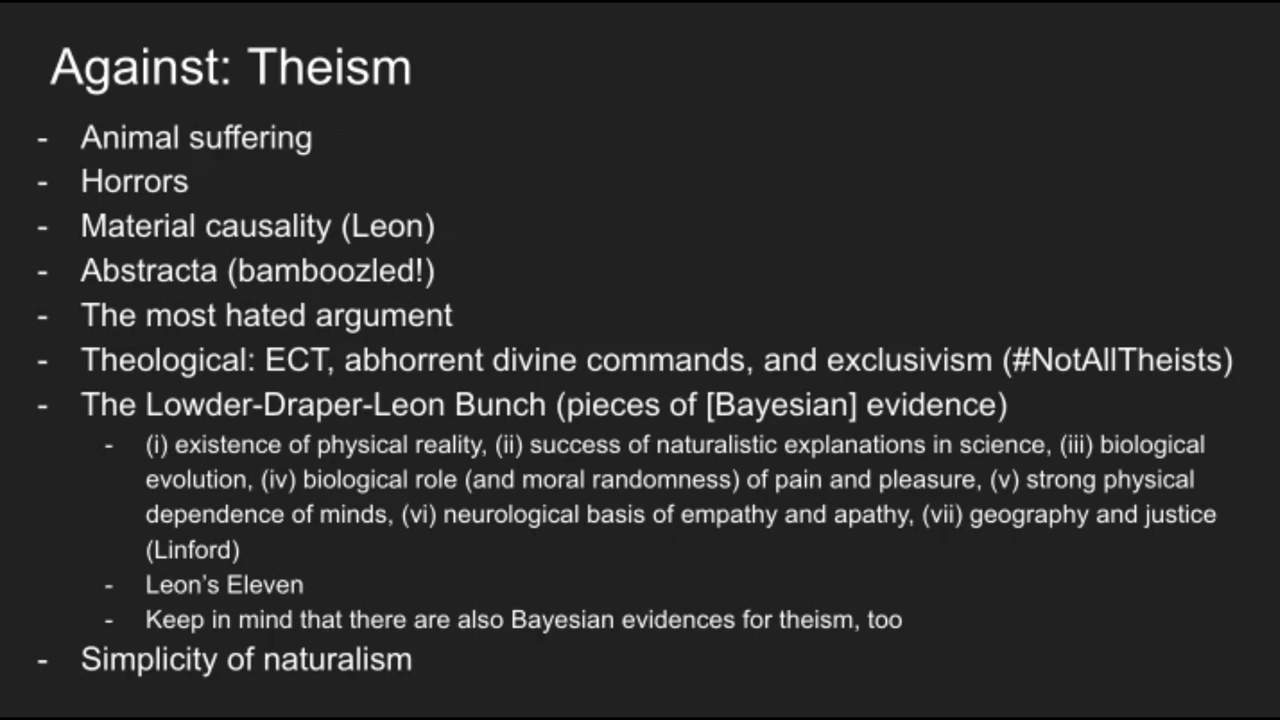 Against: Theism
- Animal suffering
- Horrors
- Material causality (Leon)
- Abstracta (bamboozled!)
- The most hated argument
- Theological: ECT, abhorrent divine commands, and exclusivism (#NotAllTheists)
- The Lowder-Draper-Leon Bunch (pieces of [Bayesian] evidence)
- (i) existence of physical reality, (ii) success of naturalistic explanations in science, (iii) biological
evolution, (iv) biological role (and moral randomness) of pain and pleasure, (v) strong physical
dependence of minds, (vi) neurological basis of empathy and apathy, (vii) geography and justice
(Linford)
- Leon's Eleven
- Keep in mind that there are also Bayesian evidences for theism, too
- Simplicity of naturalism